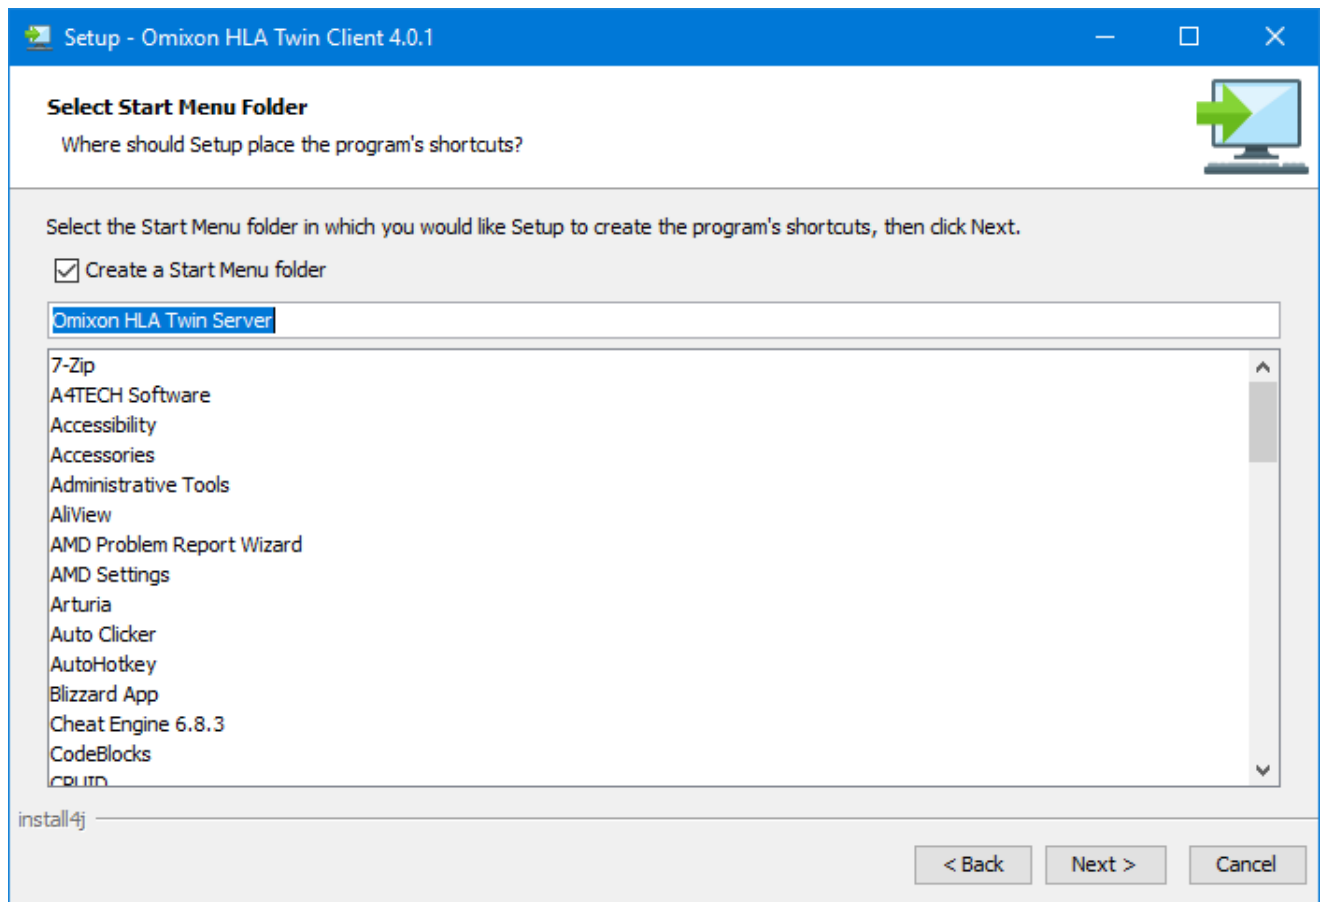 Setup - Omixon HLA Twin Client 4.0.1
Select Start Menu Folder
Where should Setup place the program's shortcuts?
Select the Start Menu folder in which you would like Setup to create the program's shortcuts, then click Next.
Create a Start Menu folder
Omixon HLA Twin Server
7-Zip
A4TECH Software
Accessibility
Accessories
Administrative Tools
AliView
AMD Problem Report Wizard
AMD Settings
Arturia
Auto Clicker
AutoHotkey
Blizzard App
Cheat Engine 6.8.3
CodeBlocks
CPUID
install4j
< Back
Next >
Cancel